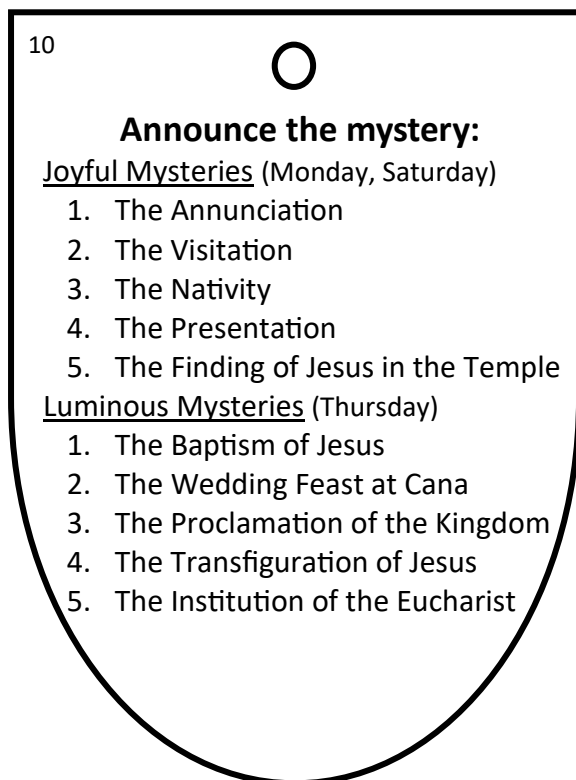 10
Announce the mystery:
Joyful Mysteries (Monday, Saturday)
1. The Annunciation
2. The Visitation
3. The Nativity
4. The Presentation
5. The Finding of Jesus in the Temple
Luminous Mysteries (Thursday)
1. The Baptism of Jesus
2. The Wedding Feast at Cana
3. The Proclamation of the Kingdom
4. The Transfiguration of Jesus
5. The Institution of the Eucharist